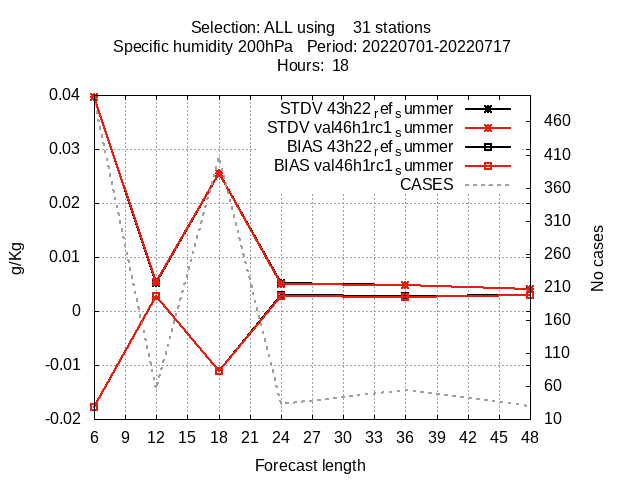 Selection: ALL using    31 stations
Specific humidity 200hPa   Period: 20220701-20220717
Hours:  18
STDV 43h22_ref_summer
STDV val46h1rc1_summer
BIAS 43h22_ref_summer
BIAS val46h1rc1_summer
CASES
0.04
0.03
0.02
0.01
0
-0.01
-0.02
g/Kg
460
410
360
310
260
210
160
110
60
10
No cases
6 9 12 15 18 21 24 27 30 33 36 39 42 45 48
Forecast length